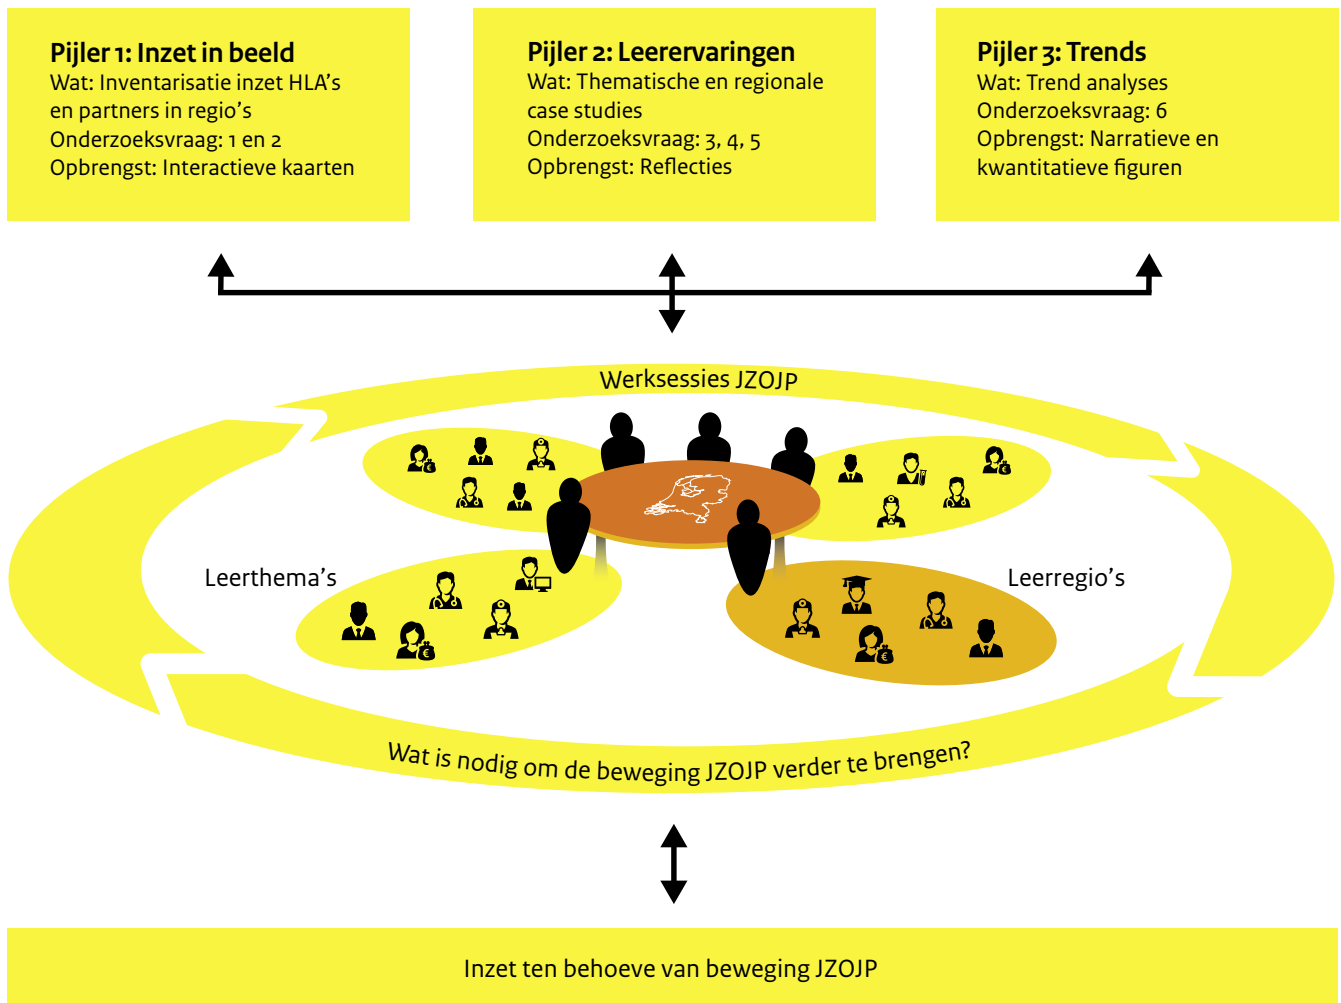 Pijler 1: Inzet in beeld
Wat: Inventarisatie inzet HLA's
en partners in regio's
Onderzoeksvraag: 1 en 2
Opbrengst: Interactieve kaarten
Pijler 2: Leerervaringen
Wat: Thematische en regionale
case studies
Onderzoeksvraag: 3, 4, 5
Opbrengst: Reflecties
Pijler 3: Trends
Wat: Trend analyses
Onderzoeksvraag: 6
Opbrengst: Narratieve en
kwantitatieve figuren
Werksessies JZOJP
Leerthema's
Leerregio's
Wat is nodig om de beweging JZOJP verder te brengen?
Inzet ten behoeve van beweging JZOJP